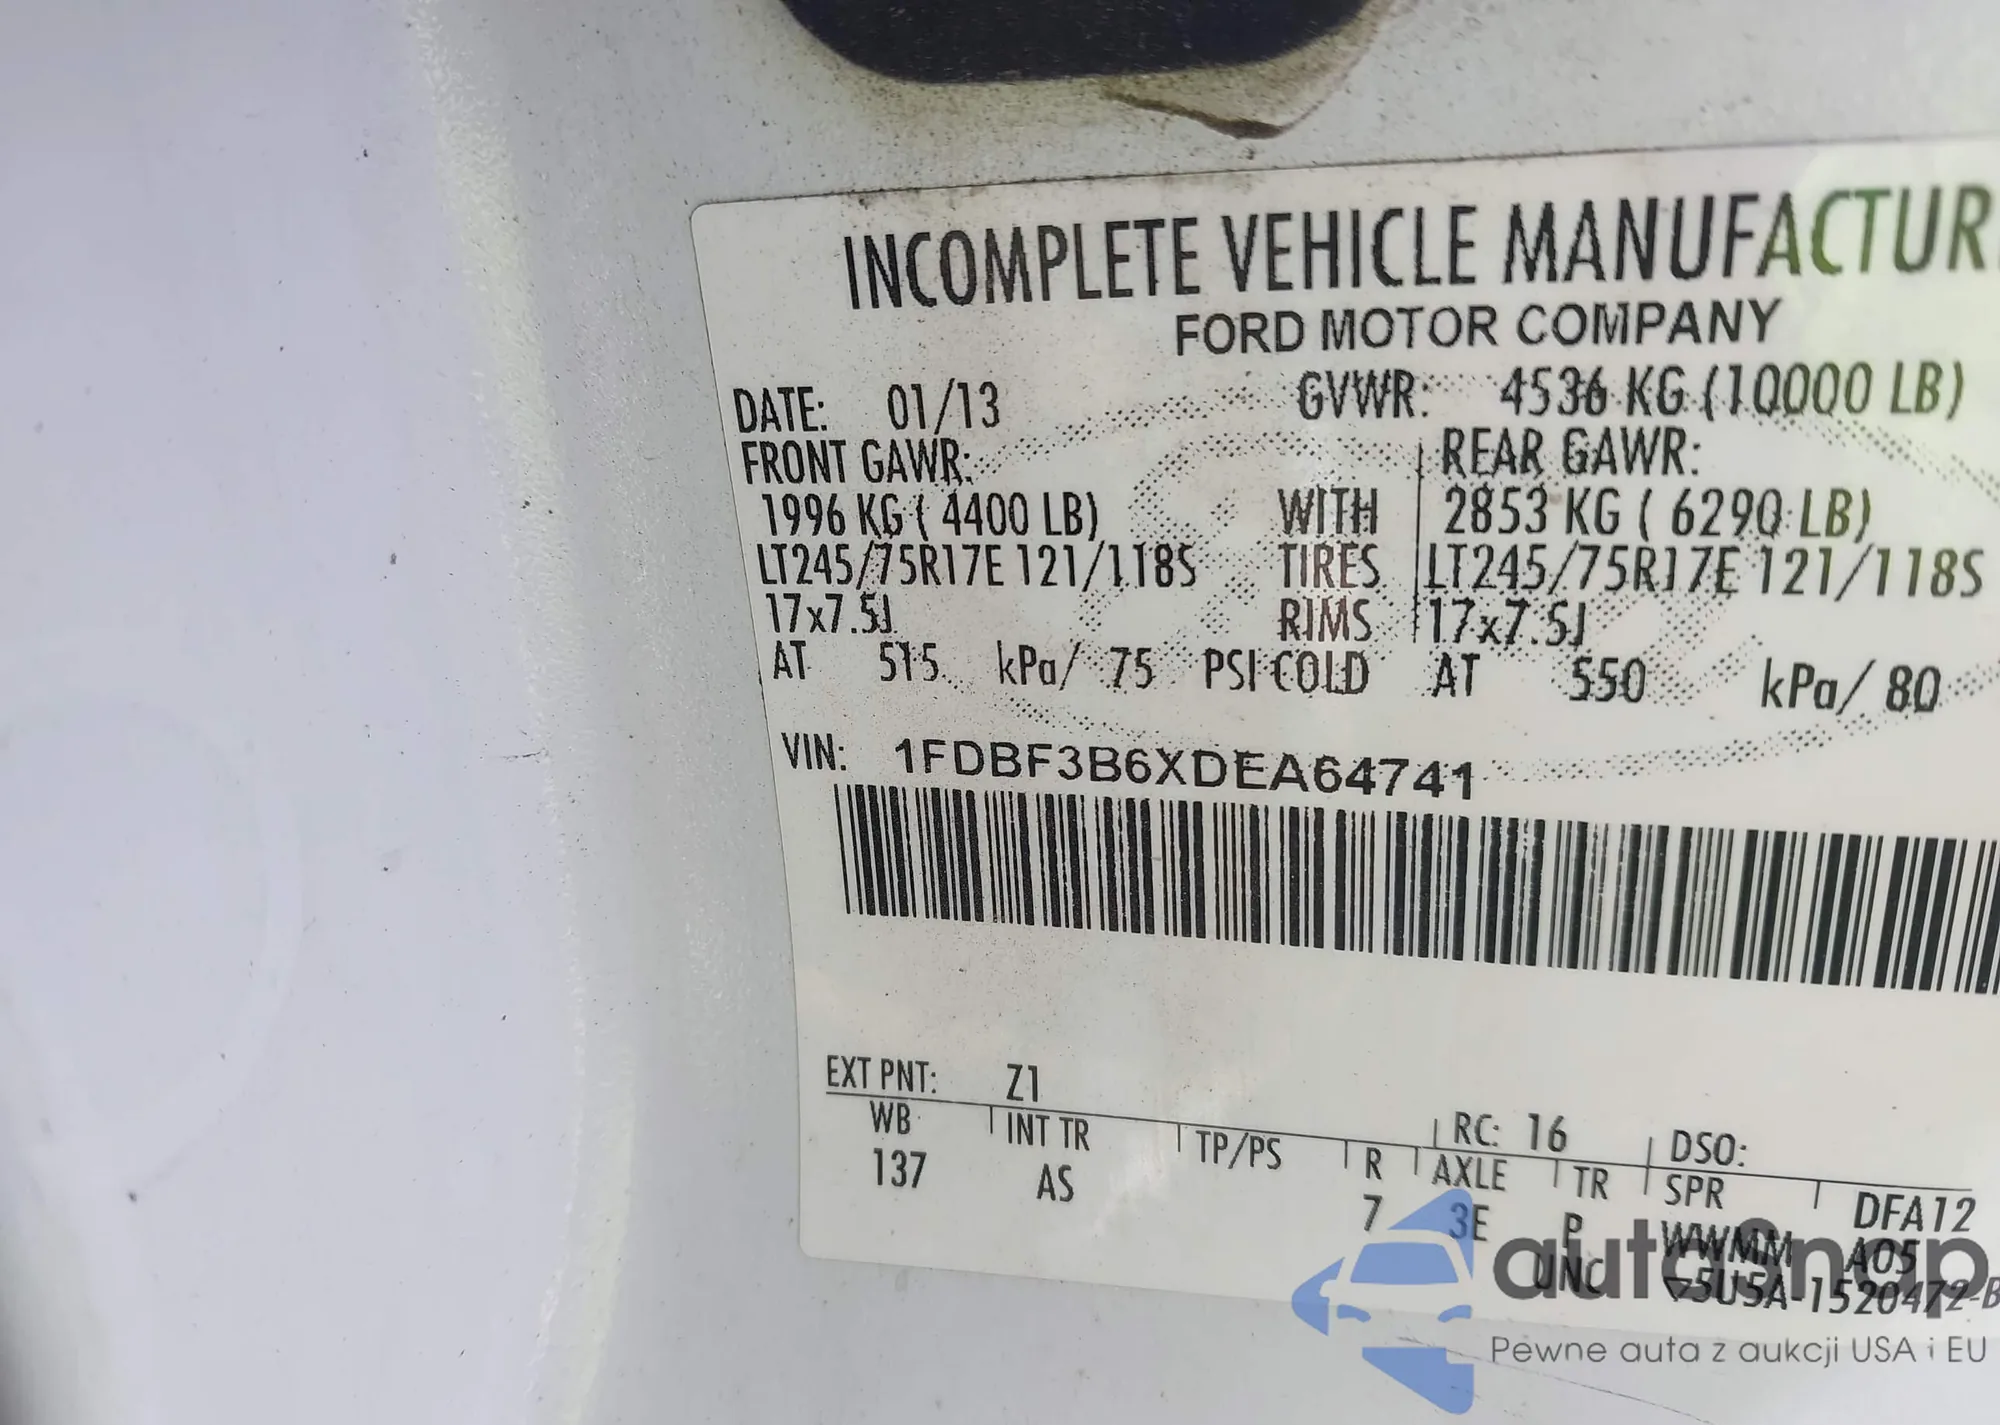 INCOMPLETE VEHICLE MANUFACTUR
FORD MOTOR COMPANY
DATE: 01/13 GVWR: 4536 KG (10000 LB)
FRONT GAWR: REAR GAWR:
1996 KG ( 4400 LB) WITH 2853 KG ( 6290 LB)
LT245/75R17E 121/118S TIRES LT245/75R17E 121/118S
17x7.5J RIMS 17x7.5J
AT 515 kPa/ 75 PSI COLD AT 550 kPa/ 80
VIN: 1FDBF3B6XDEA64741
EXT PNT: Z1 RC: 16 DSO:
WB INT TR TP/PS R AXLE TR SPR DFA12
137 AS 7 3E P WWMM A05
UNC ▽5U5A-1520472-B
autosnap
Pewne auta z aukcji USA i EU